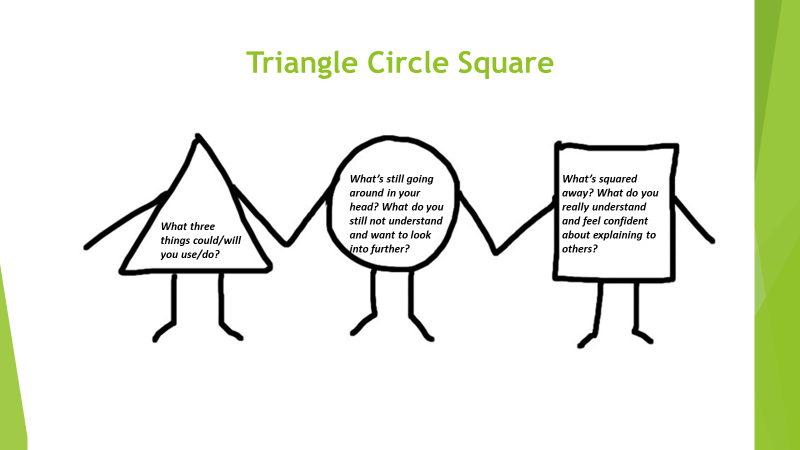 Triangle Circle Square
What three
things could/will
you use/do?
What's still going
around in your
head? What do you
still not understand
and want to look
into further?
What's squared
away? What do you
really understand
and feel confident
about explaining to
others?